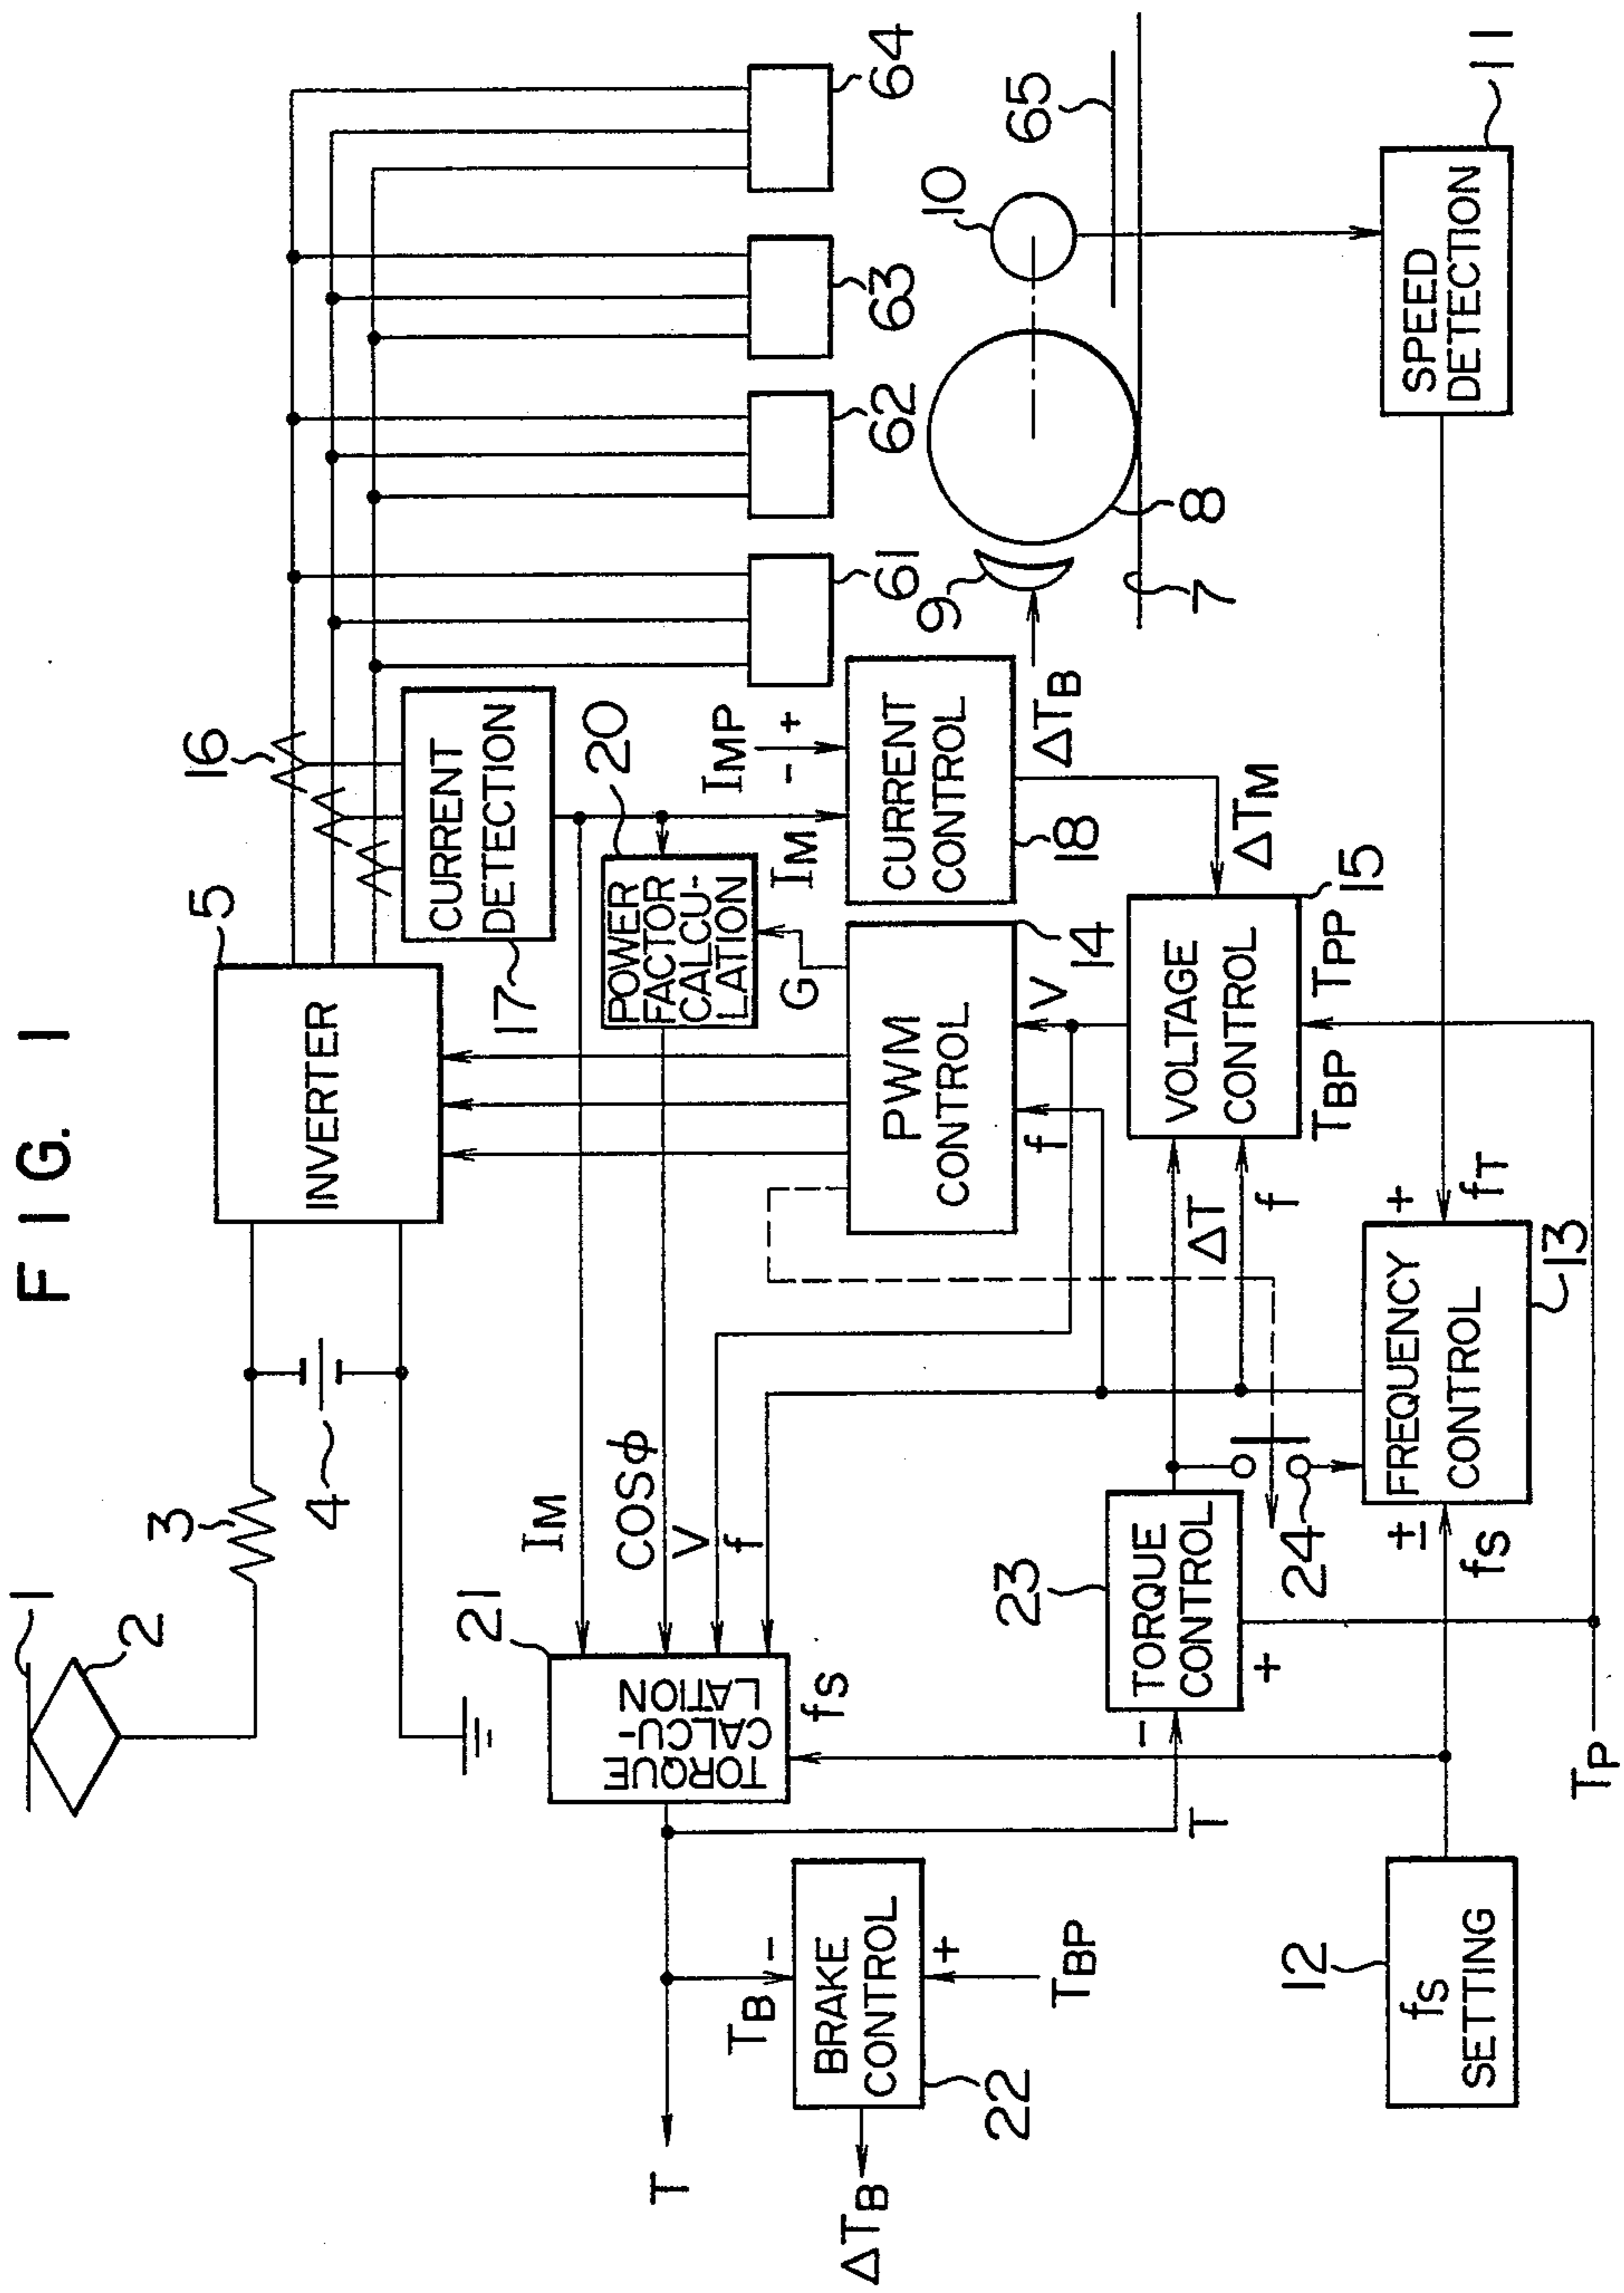 FIG. 1
1
2
3
4
5
INVERTER
16
CURRENT
DETECTION
17
20
POWER
FACTOR
CALCU-
LATION
IM
COSϕ
V
f
21
TORQUE
CALCU-
LATION
fS
T
TB
-
BRAKE
CONTROL
22
+
TBP
ΔTB
IMP
- +
IM
CURRENT
CONTROL
18
G
PWM
CONTROL
14
f
V
ΔTM
VOLTAGE
CONTROL
15
TBP
TPP
ΔT
f
23
TORQUE
CONTROL
-
+
T
24
FREQUENCY
CONTROL
13
±
fS
+
fT
12
fS
SETTING
TP
61
62
63
64
65
7
8
9
ΔTB
10
11
SPEED
DETECTION